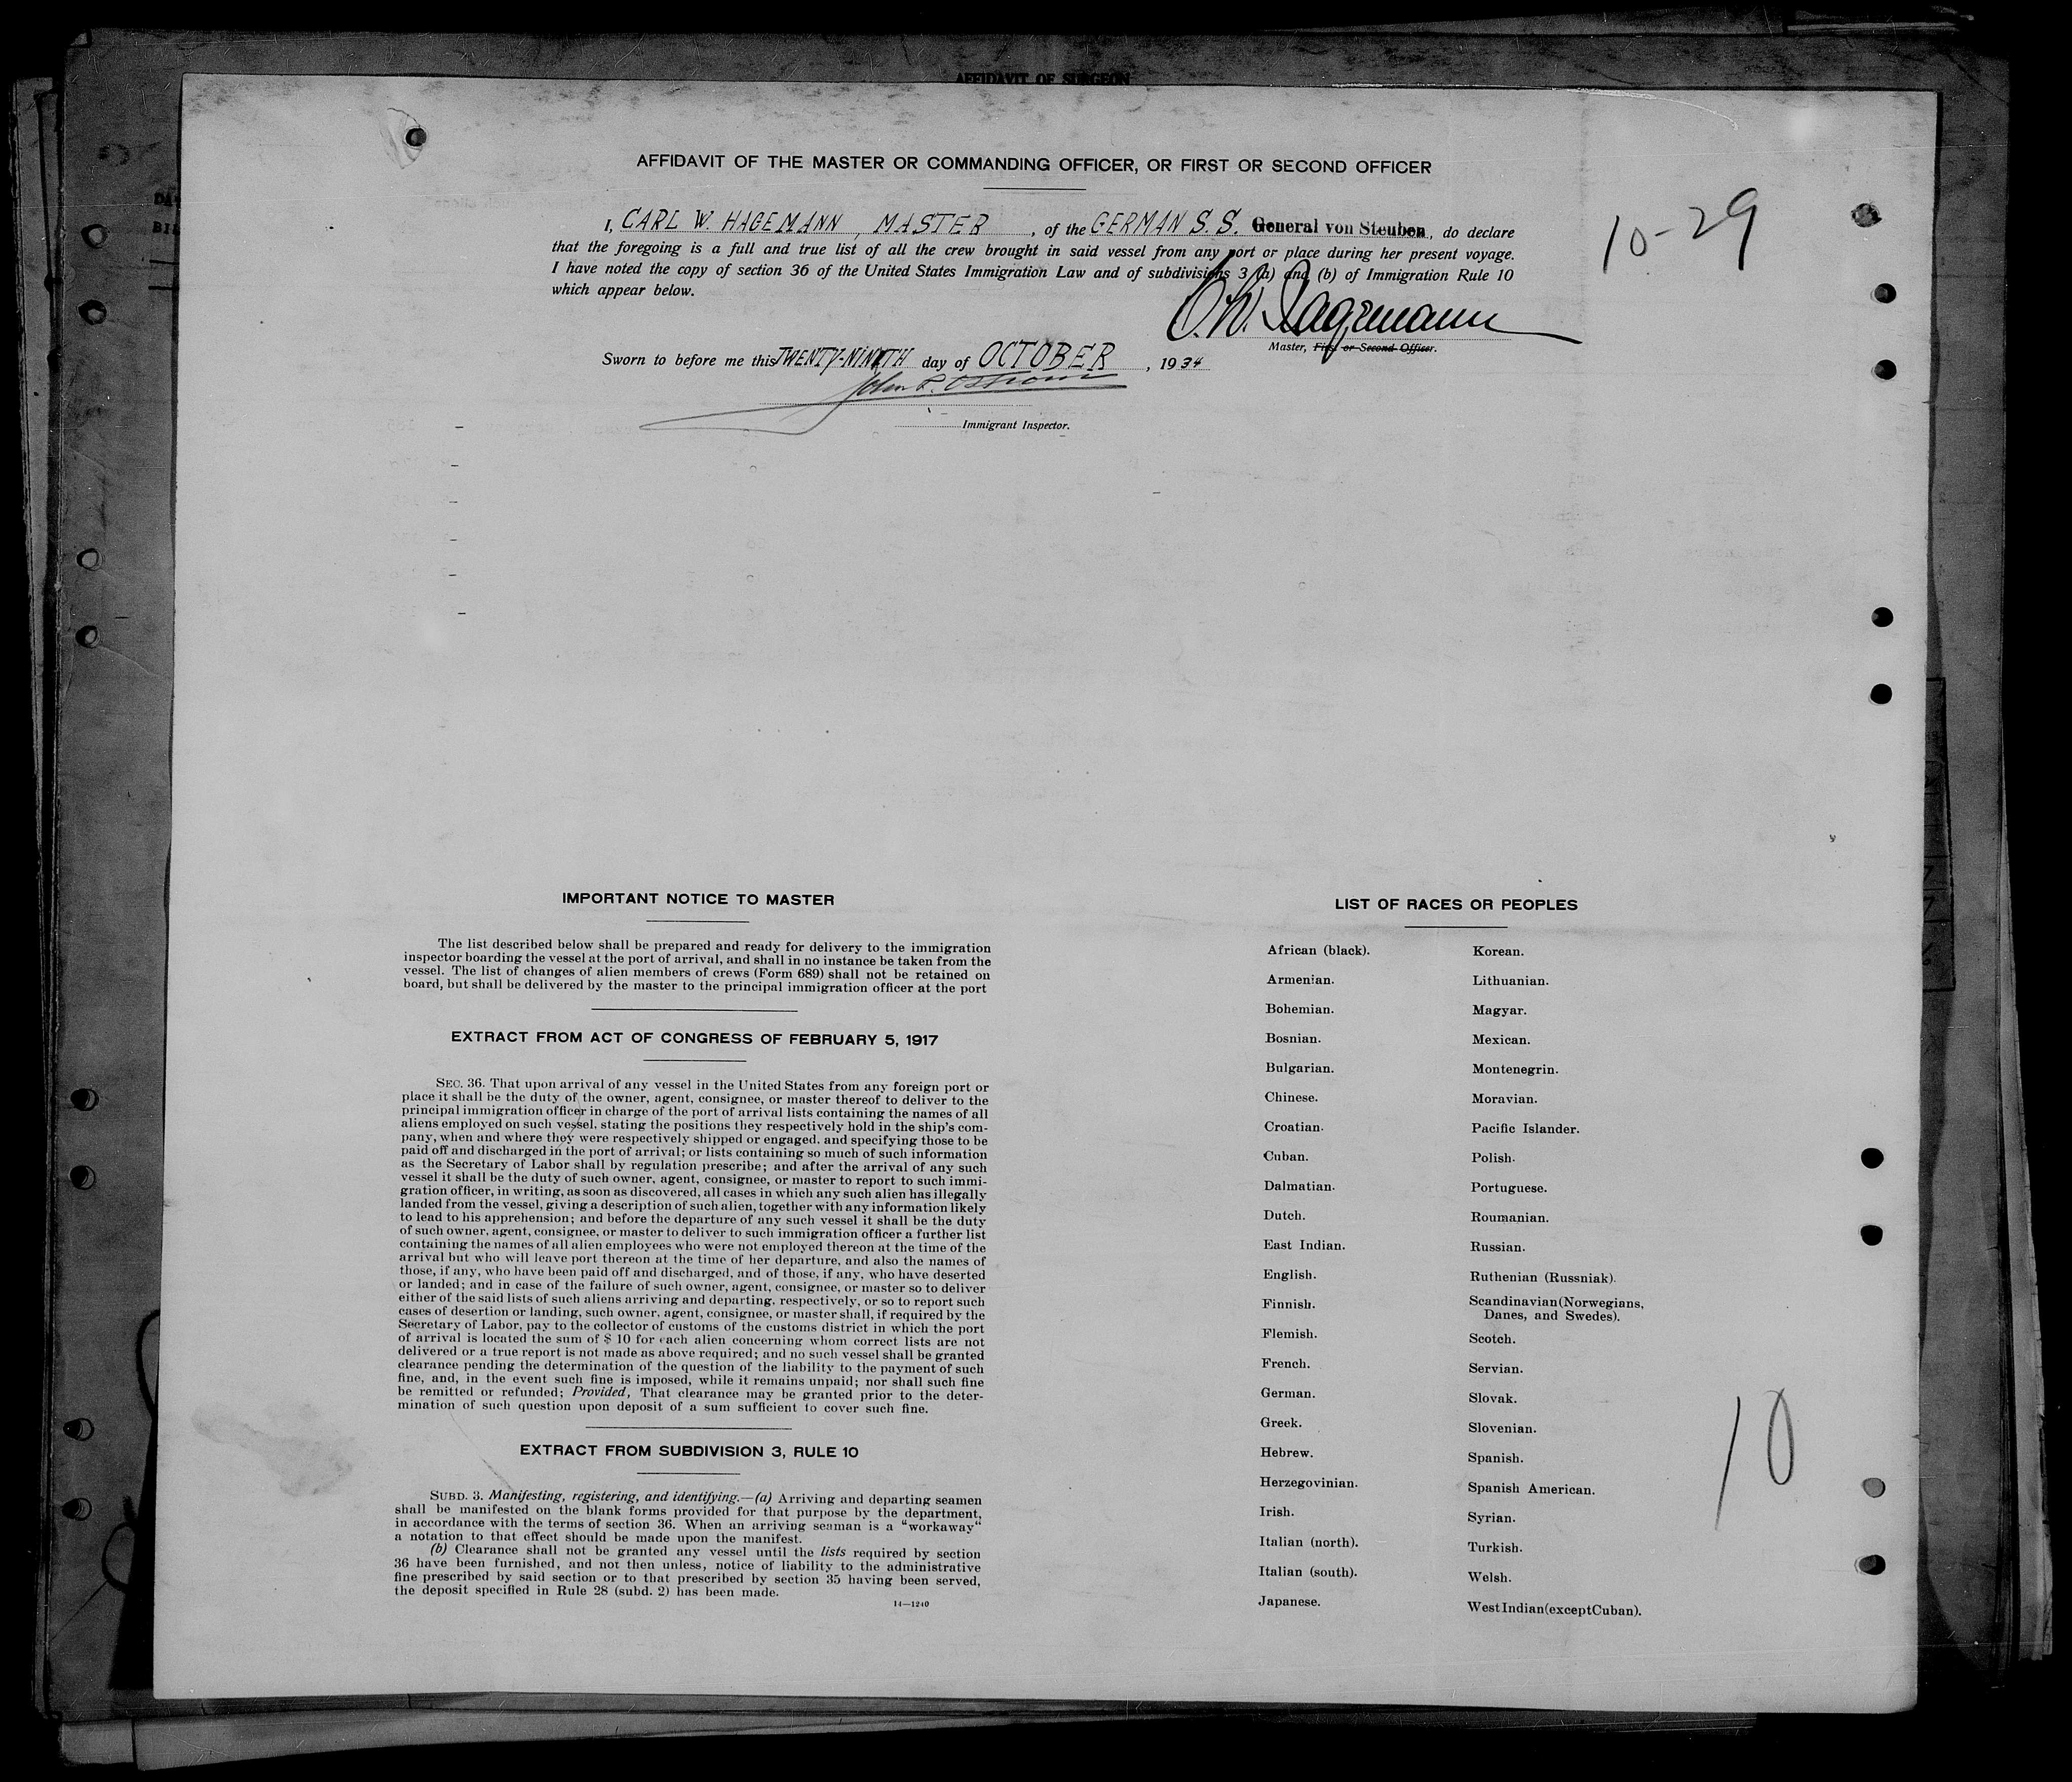 AFFIDAVIT OF SURGEON
AFFIDAVIT OF THE MASTER OR COMMANDING OFFICER, OR FIRST OR SECOND OFFICER
I, CARL W. HAGEMANN, MASTER, of the GERMAN S.S. General von Steuben, do declare
that the foregoing is a full and true list of all the crew brought in said vessel from any port or place during her present voyage.
I have noted the copy of section 36 of the United States Immigration Law and of subdivisions 3 (a) and (b) of Immigration Rule 10
which appear below.
10-29
C.W. Hagemann
Master, First or Second Officer.
Sworn to before me this TWENTY-NINTH day of OCTOBER, 1934
John P.
Immigrant Inspector.
IMPORTANT NOTICE TO MASTER
The list described below shall be prepared and ready for delivery to the immigration
inspector boarding the vessel at the port of arrival, and shall in no instance be taken from the
vessel. The list of changes of alien members of crews (Form 689) shall not be retained on
board, but shall be delivered by the master to the principal immigration officer at the port
EXTRACT FROM ACT OF CONGRESS OF FEBRUARY 5, 1917
SEC. 36. That upon arrival of any vessel in the United States from any foreign port or
place it shall be the duty of the owner, agent, consignee, or master thereof to deliver to the
principal immigration officer in charge of the port of arrival lists containing the names of all
aliens employed on such vessel, stating the positions they respectively hold in the ship's com-
pany, when and where they were respectively shipped or engaged, and specifying those to be
paid off and discharged in the port of arrival; or lists containing so much of such information
as the Secretary of Labor shall by regulation prescribe; and after the arrival of any such
vessel it shall be the duty of such owner, agent, consignee, or master to report to such immi-
gration officer, in writing, as soon as discovered, all cases in which any such alien has illegally
landed from the vessel, giving a description of such alien, together with any information likely
to lead to his apprehension; and before the departure of any such vessel it shall be the duty
of such owner, agent, consignee, or master to deliver to such immigration officer a further list
containing the names of all alien employees who were not employed thereon at the time of the
arrival but who will leave port thereon at the time of her departure, and also the names of
those, if any, who have been paid off and discharged, and of those, if any, who have deserted
or landed; and in case of the failure of such owner, agent, consignee, or master so to deliver
either of the said lists of such aliens arriving and departing, respectively, or so to report such
cases of desertion or landing, such owner, agent, consignee, or master shall, if required by the
Secretary of Labor, pay to the collector of customs of the customs district in which the port
of arrival is located the sum of $ 10 for each alien concerning whom correct lists are not
delivered or a true report is not made as above required; and no such vessel shall be granted
clearance pending the determination of the question of the liability to the payment of such
fine, and, in the event such fine is imposed, while it remains unpaid; nor shall such fine
be remitted or refunded; Provided, That clearance may be granted prior to the deter-
mination of such question upon deposit of a sum sufficient to cover such fine.
EXTRACT FROM SUBDIVISION 3, RULE 10
SUBD. 3. Manifesting, registering, and identifying.—(a) Arriving and departing seamen
shall be manifested on the blank forms provided for that purpose by the department,
in accordance with the terms of section 36. When an arriving seaman is a "workaway"
a notation to that effect should be made upon the manifest.
(b) Clearance shall not be granted any vessel until the lists required by section
36 have been furnished, and not then unless, notice of liability to the administrative
fine prescribed by said section or to that prescribed by section 35 having been served,
the deposit specified in Rule 28 (subd. 2) has been made.
14—1240
LIST OF RACES OR PEOPLES
African (black).
Armenian.
Bohemian.
Bosnian.
Bulgarian.
Chinese.
Croatian.
Cuban.
Dalmatian.
Dutch.
East Indian.
English.
Finnish.
Flemish.
French.
German.
Greek.
Hebrew.
Herzegovinian.
Irish.
Italian (north).
Italian (south).
Japanese.
Korean.
Lithuanian.
Magyar.
Mexican.
Montenegrin.
Moravian.
Pacific Islander.
Polish.
Portuguese.
Roumanian.
Russian.
Ruthenian (Russniak).
Scandinavian (Norwegians,
Danes, and Swedes).
Scotch.
Servian.
Slovak.
Slovenian.
Spanish.
Spanish American.
Syrian.
Turkish.
Welsh.
West Indian (except Cuban).
10